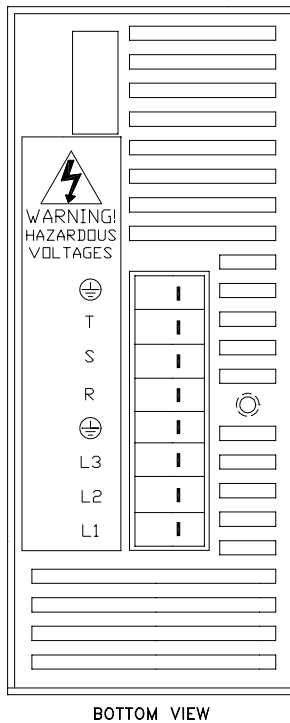 WARNING!
HAZARDOUS
VOLTAGES
T
S
R
L3
L2
L1
BOTTOM VIEW